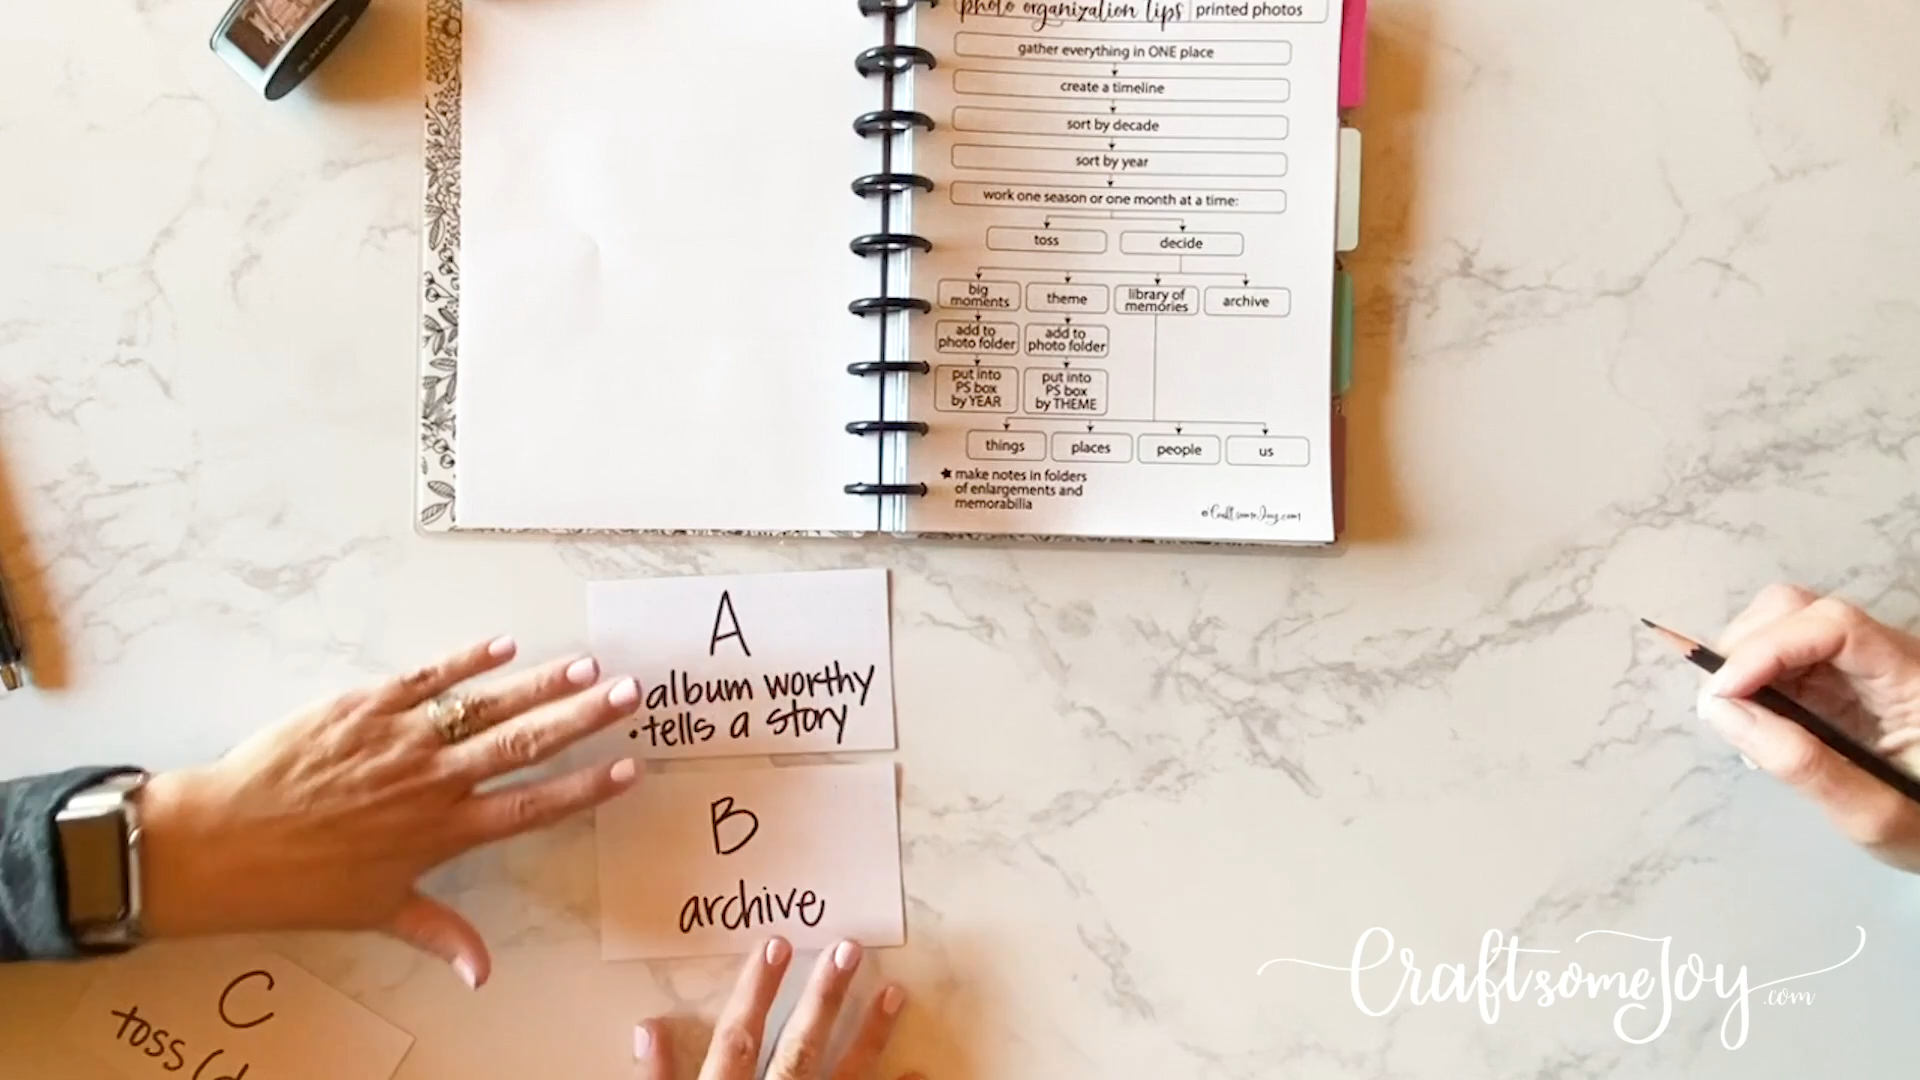 photo organization tips printed photos
gather everything in ONE place
create a timeline
sort by decade
sort by year
work one season or one month at a time:
toss
decide
big
moments
theme
library of
memories
archive
add to
photo folder
add to
photo folder
put into
PS box
by YEAR
put into
PS box
by THEME
things
places
people
us
★ make notes in folders
of enlargements and
memorabilia
©CraftsomeJoy.com
A
album worthy
•tells a story
B
archive
C
toss
CraftsomeJoy.com